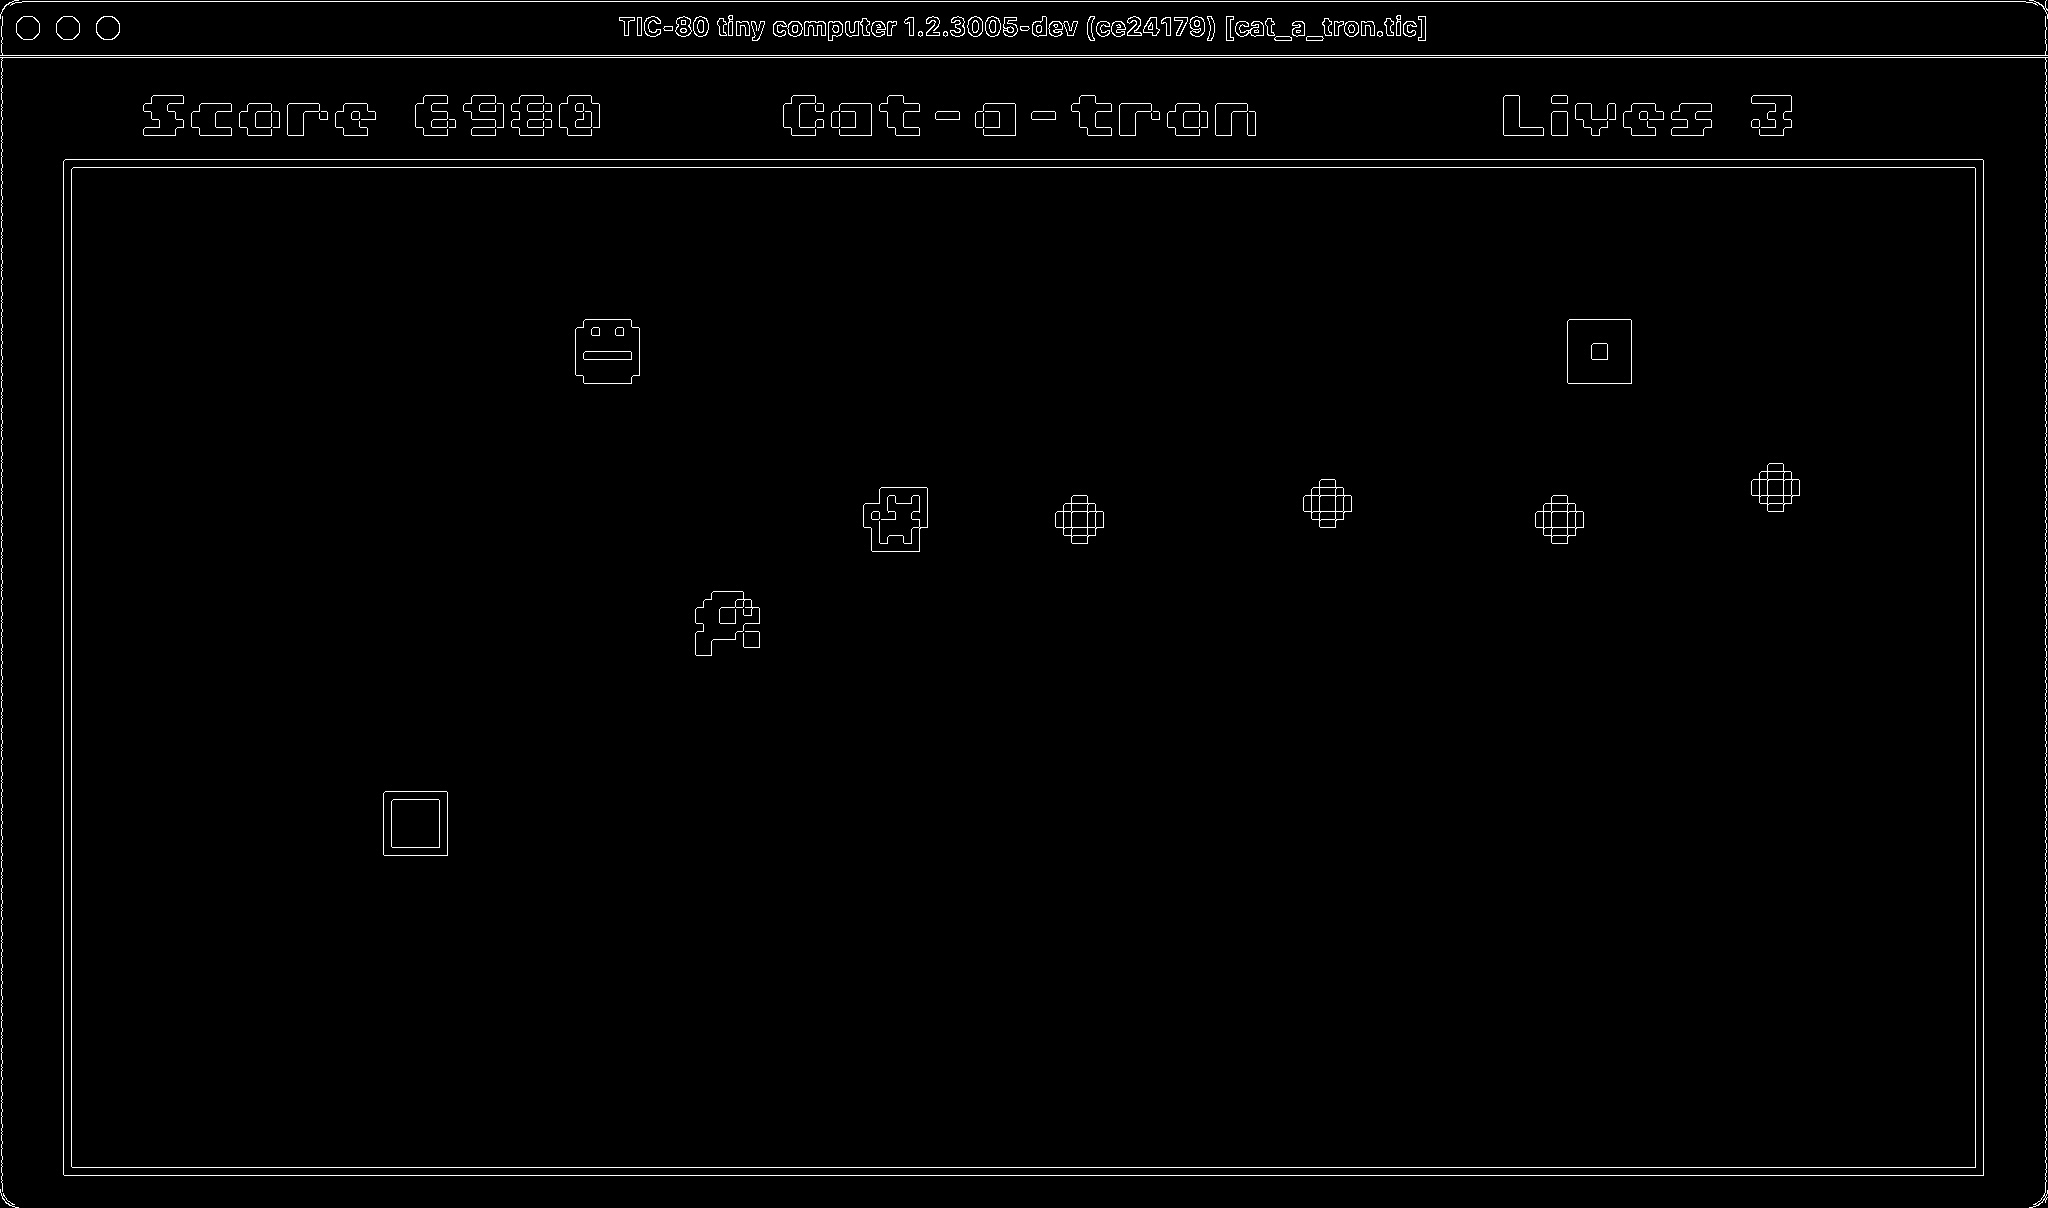 TIC-80 tiny computer 1.2.3005-dev (ce24179) [cat_a_tron.tic]
Score 6980 Cat-a-tron Lives 3